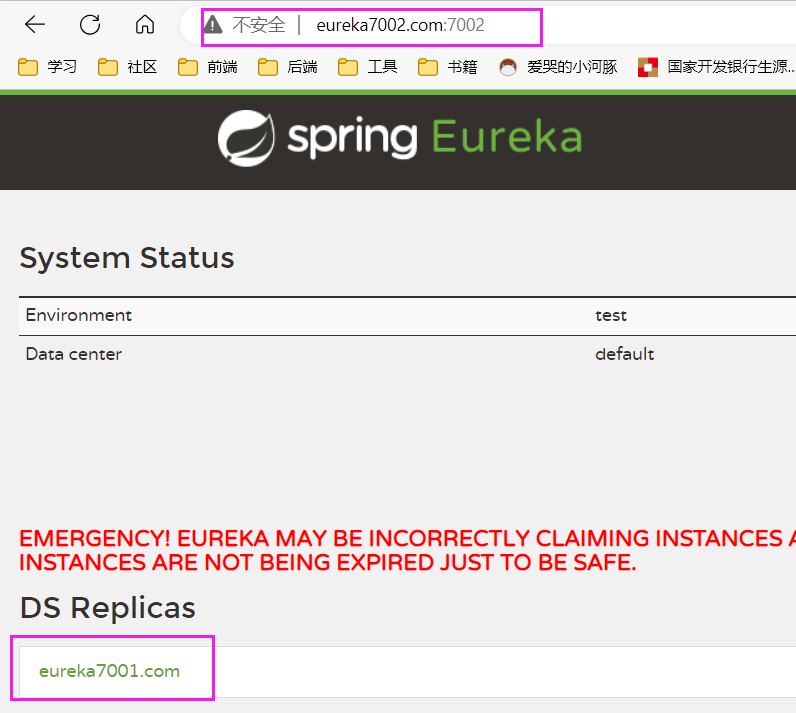 不安全 | eureka7002.com:7002
学习 社区 前端 后端 工具 书籍 爱哭的小河豚 国家开发银行生源...
spring Eureka
System Status
Environment test
Data center default
EMERGENCY! EUREKA MAY BE INCORRECTLY CLAIMING INSTANCES A
INSTANCES ARE NOT BEING EXPIRED JUST TO BE SAFE.
DS Replicas
eureka7001.com